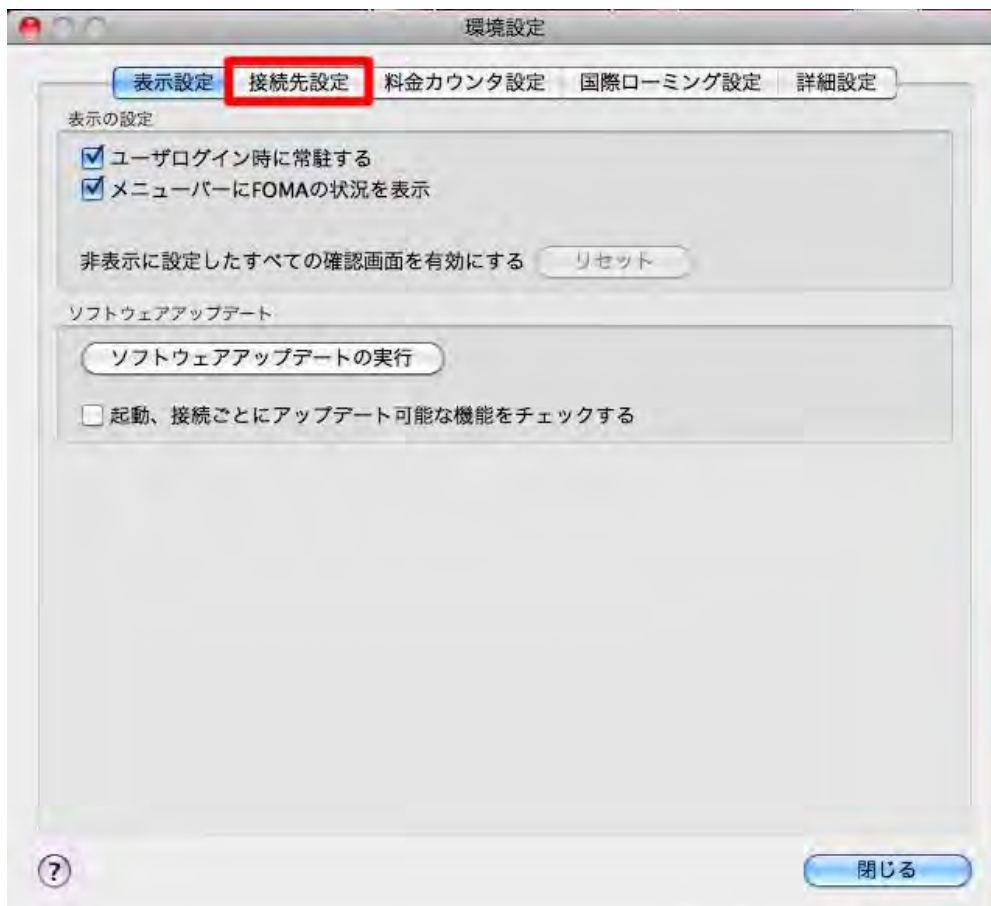 環境設定
表示設定 接続先設定 料金カウンタ設定 国際ローミング設定 詳細設定
表示の設定
ユーザログイン時に常駐する
メニューバーにFOMAの状況を表示
非表示に設定したすべての確認画面を有効にする リセット
ソフトウェアアップデート
ソフトウェアアップデートの実行
起動、接続ごとにアップデート可能な機能をチェックする
? 閉じる